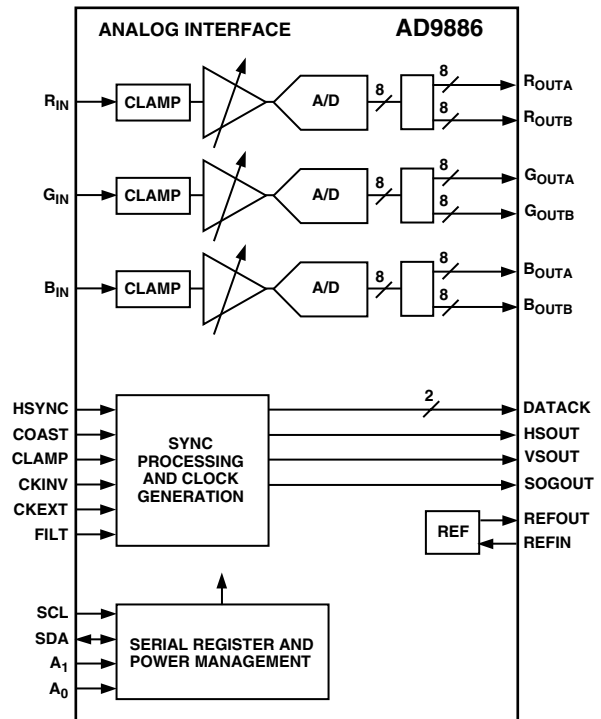 ANALOG INTERFACE AD9886
RIN CLAMP A/D 8 8 ROUTA
8 ROUTB
GIN CLAMP A/D 8 8 GOUTA
8 GOUTB
BIN CLAMP A/D 8 8 BOUTA
8 BOUTB
HSYNC
COAST
CLAMP
CKINV
CKEXT
FILT
SYNC
PROCESSING
AND CLOCK
GENERATION
2
DATACK
HSOUT
VSOUT
SOGOUT
REF
REFOUT
REFIN
SCL
SDA
A1
A0
SERIAL REGISTER AND
POWER MANAGEMENT